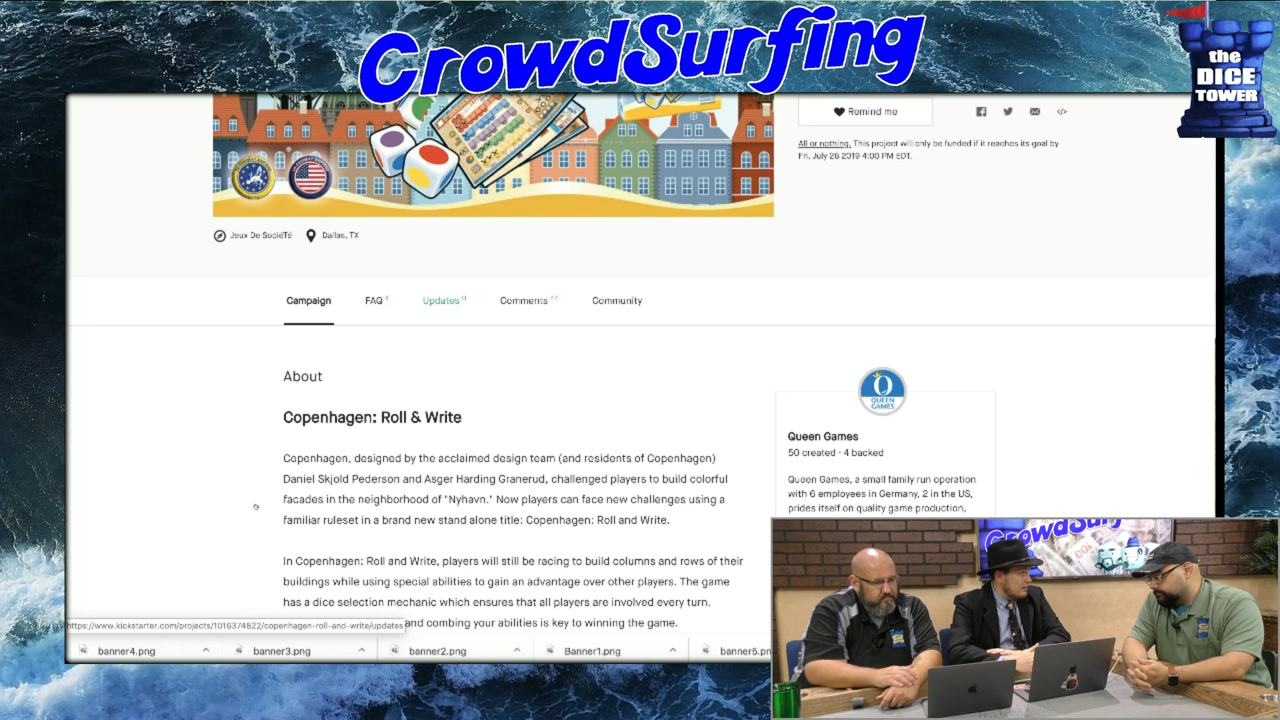 CrowdSurfing
the
DICE
TOWER
Remind me
</>
All or nothing. This project will only be funded if it reaches its goal by
Fri, July 26 2019 4:00 PM EDT.
Jeux De SociéTé
Dallas, TX
Campaign
FAQ 4
Updates 0
Comments 44
Community
About
Copenhagen: Roll & Write
Copenhagen, designed by the acclaimed design team (and residents of Copenhagen)
Daniel Skjold Pederson and Asger Harding Granerud, challenged players to build colorful
facades in the neighborhood of "Nyhavn." Now players can face new challenges using a
familiar ruleset in a brand new stand alone title: Copenhagen: Roll and Write.
In Copenhagen: Roll and Write, players will still be racing to build columns and rows of their
buildings while using special abilities to gain an advantage over other players. The game
has a dice selection mechanic which ensures that all players are involved every turn.
and combing your abilities is key to winning the game.
QUEEN
GAMES
Queen Games
50 created · 4 backed
Queen Games, a small family run operation
with 6 employees in Germany, 2 in the US,
prides itself on quality game production,
https://www.kickstarter.com/projects/1016374822/copenhagen-roll-and-write/updates
banner4.png
banner3.png
banner2.png
Banner1.png
banner5.pn
CrowdSurf